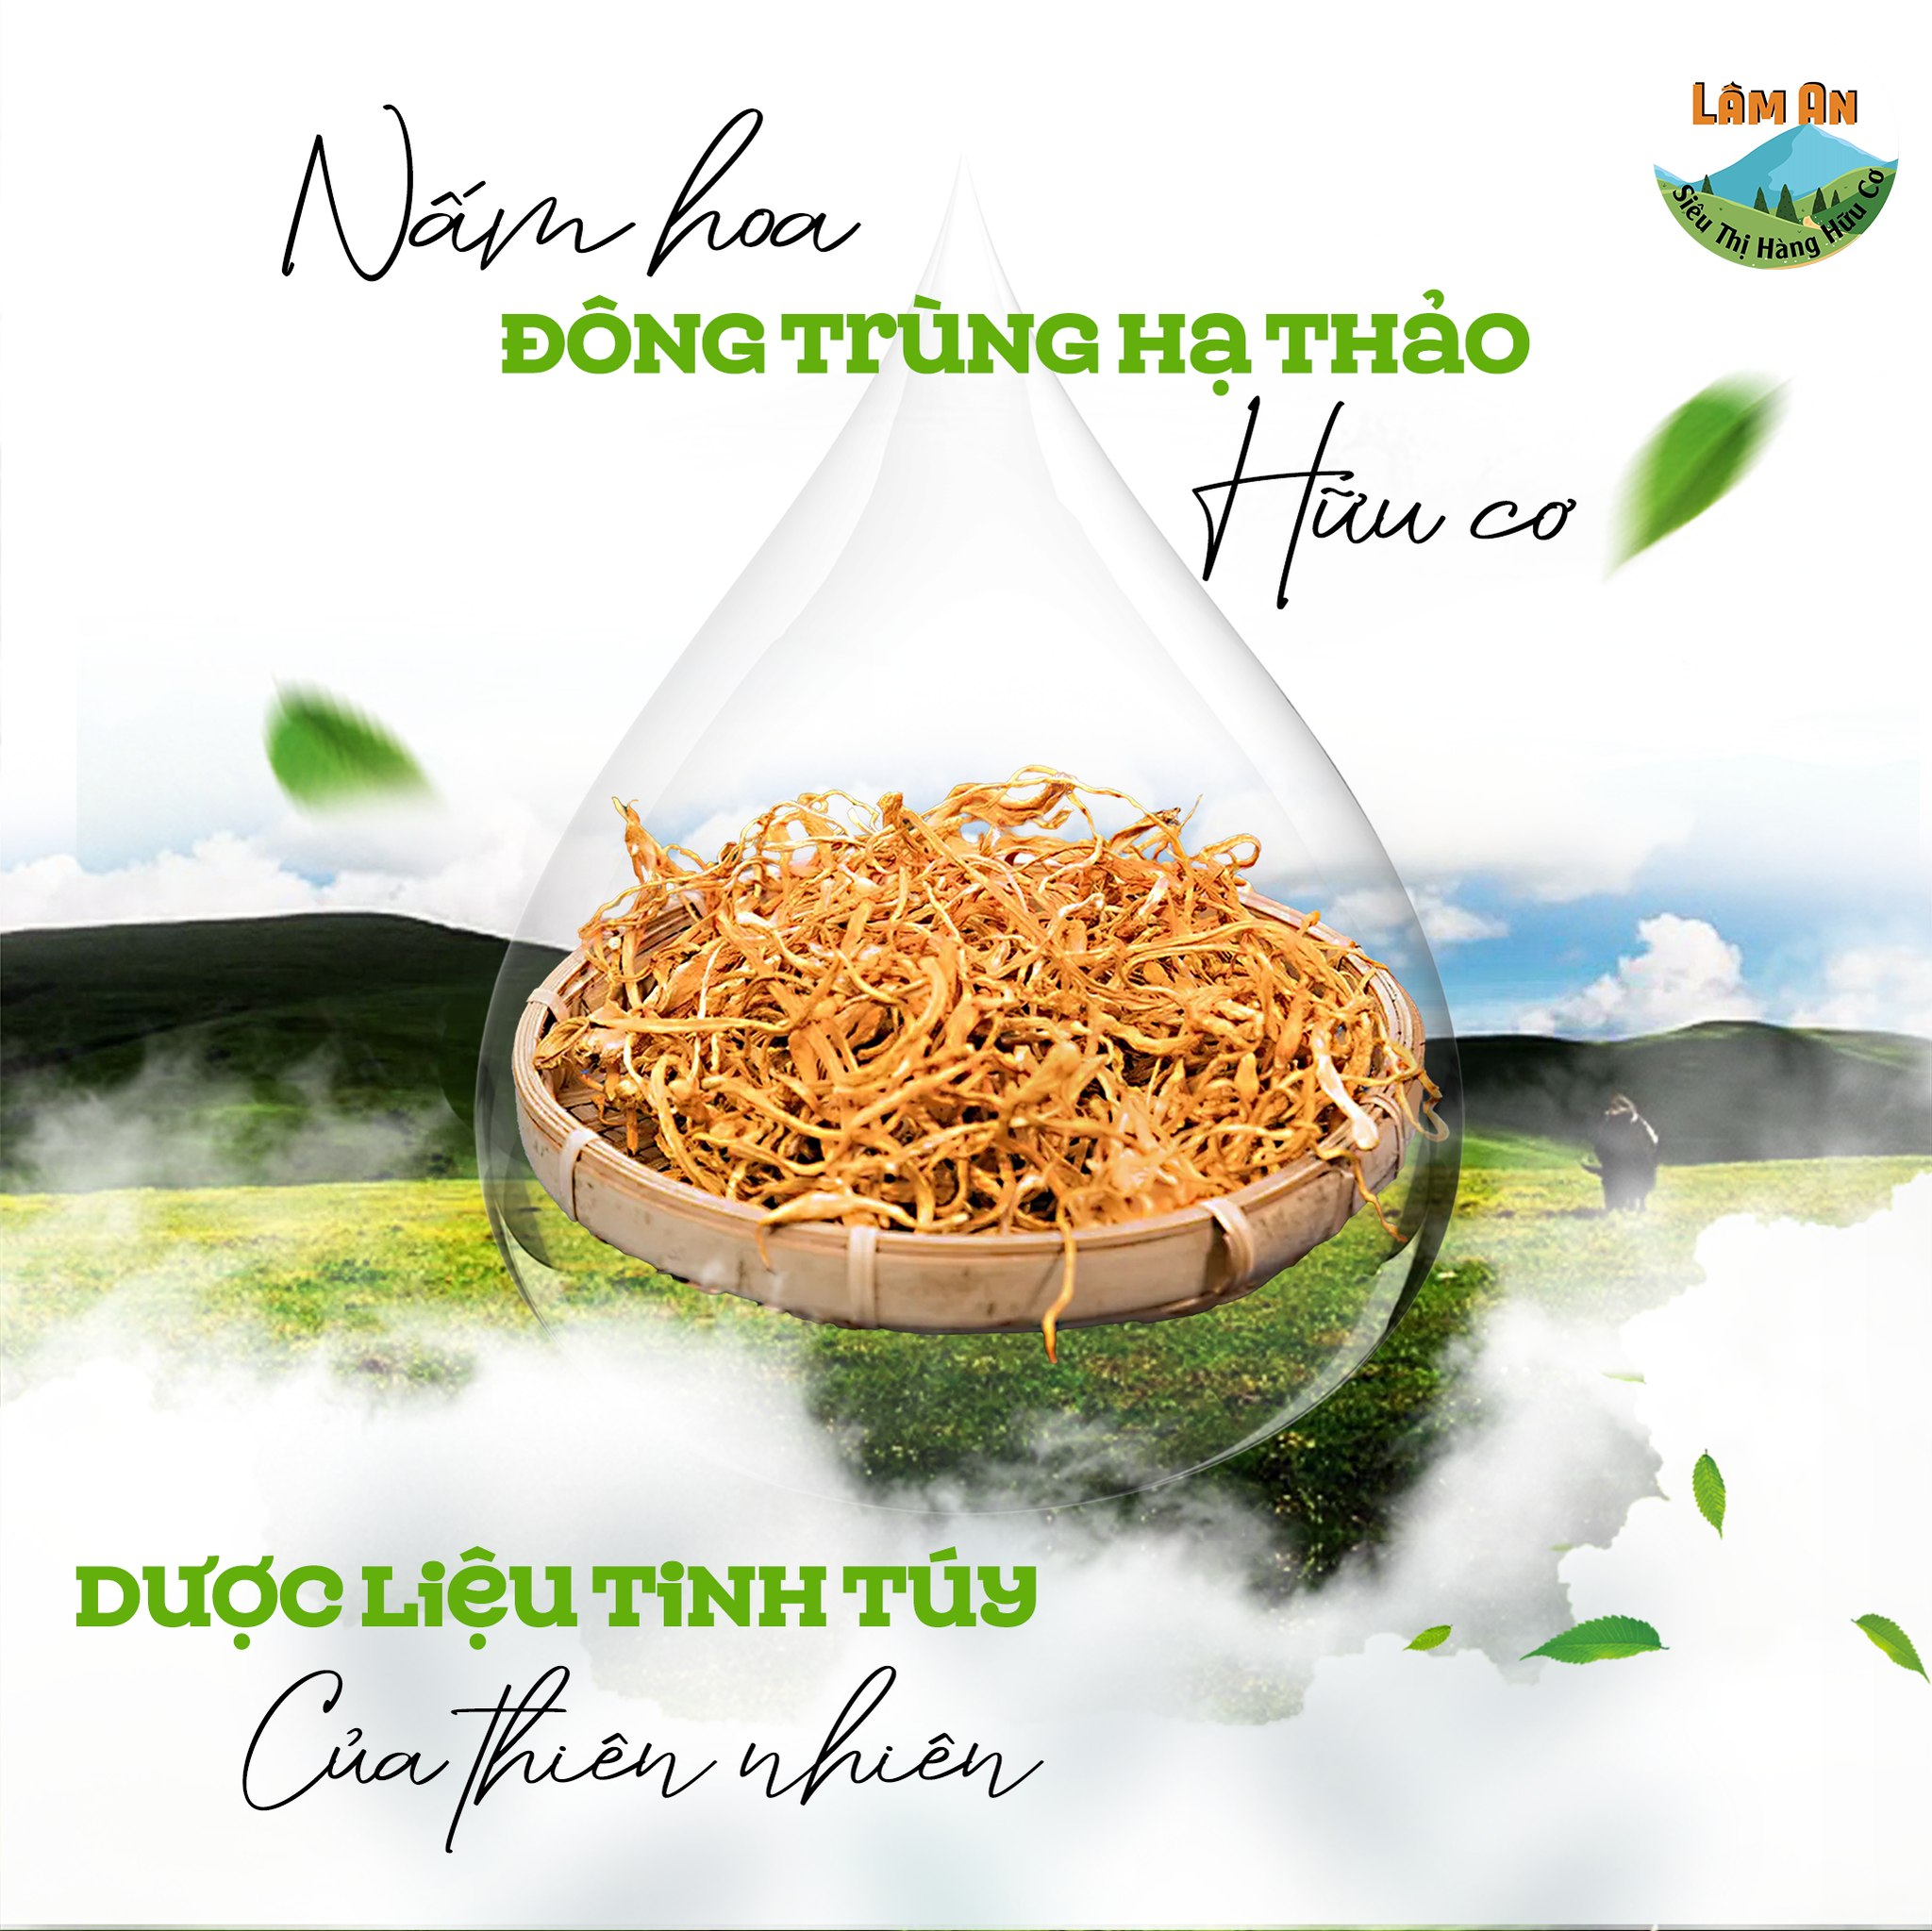 LÂM AN
Siêu Thị Hàng Hữu Cơ
Nấm hoa
ĐÔNG TRÙNG HẠ THẢO
Hữu cơ
DƯỢC LIỆU TINH TÚY
Của thiên nhiên